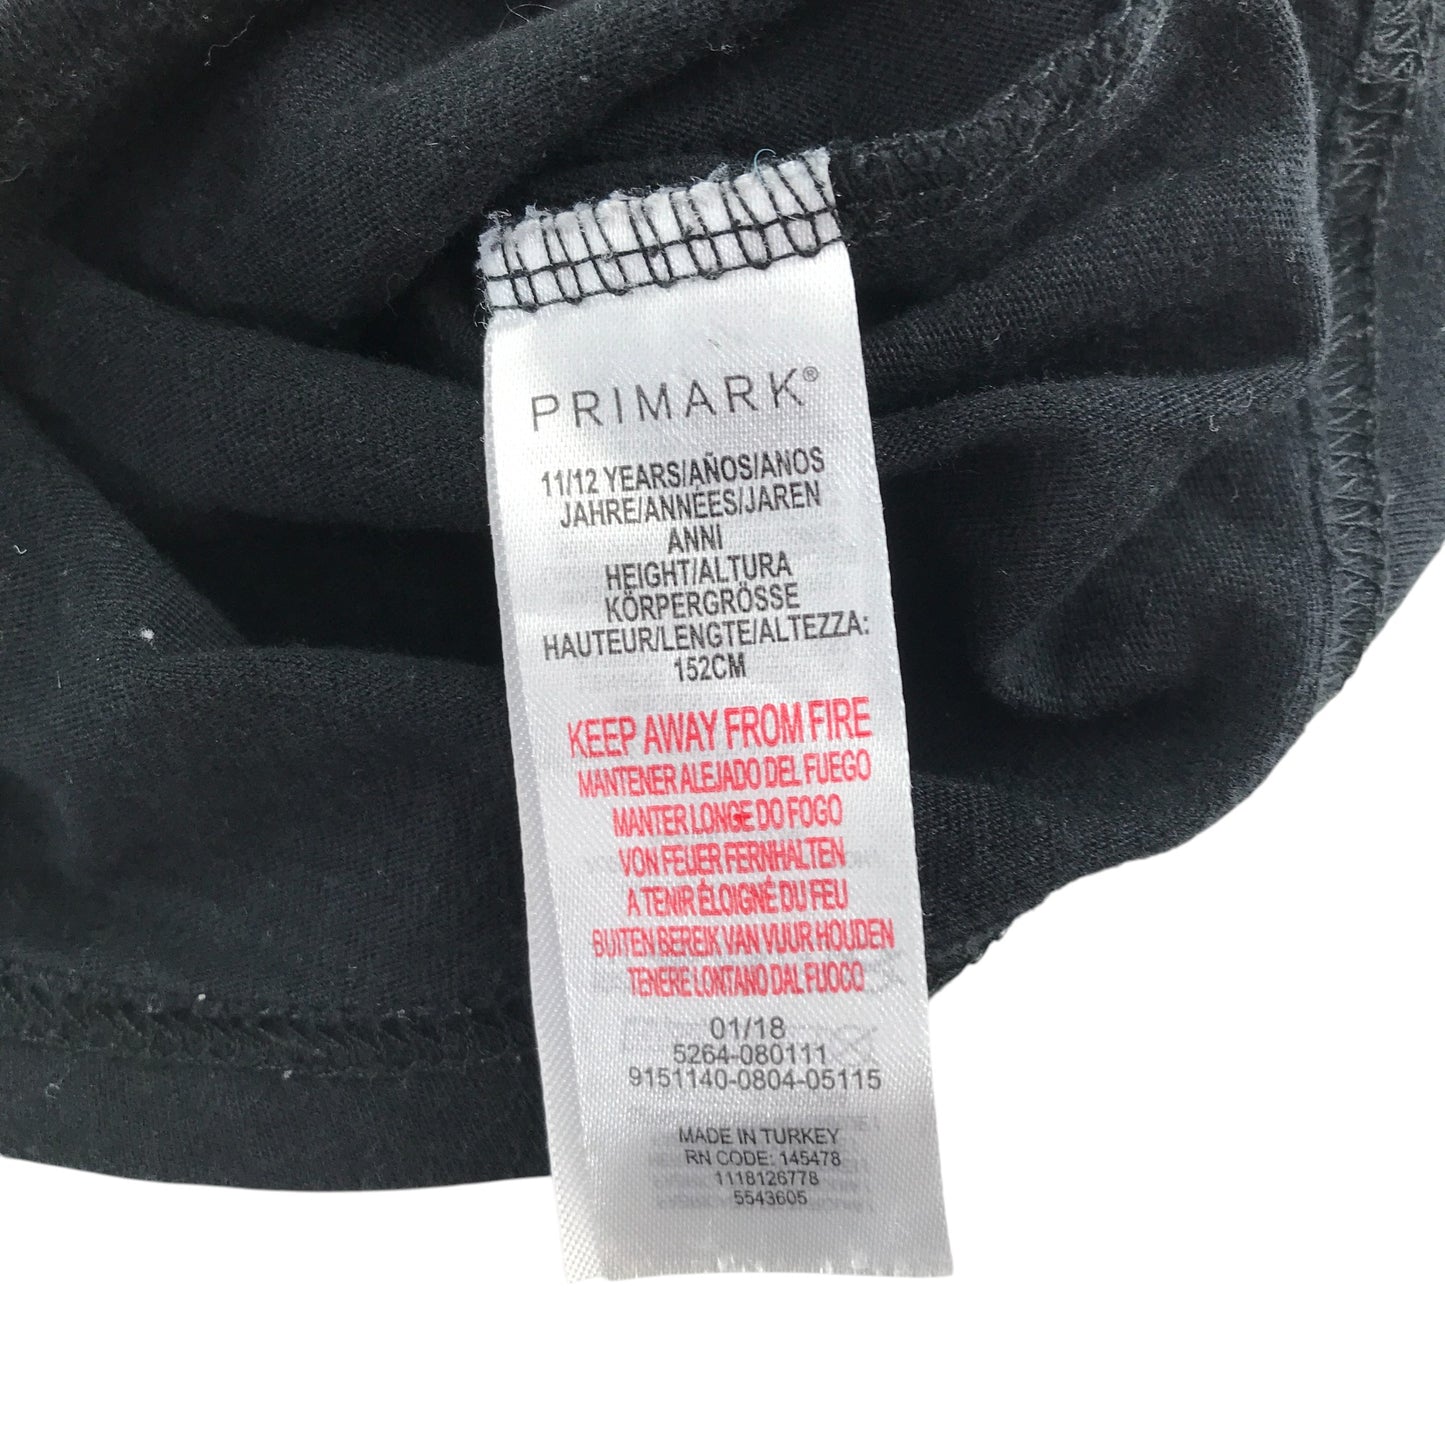 PRIMARK®
11/12 YEARS/AÑOS/ANOS
JAHRE/ANNÉES/JAREN
ANNI
HEIGHT/ALTURA
KÖRPERGRÖSSE
HAUTEUR/LENGTE/ALTEZZA:
152CM
KEEP AWAY FROM FIRE
MANTENER ALEJADO DEL FUEGO
MANTER LONGE DO FOGO
VON FEUER FERNHALTEN
A TENIR ÉLOIGNÉ DU FEU
BUITEN BEREIK VAN VUUR HOUDEN
TENERE LONTANO DAL FUOCO
01/18
5264-080111
9151140-0804-05115
MADE IN TURKEY
RN CODE: 145478
1118126778
5543605